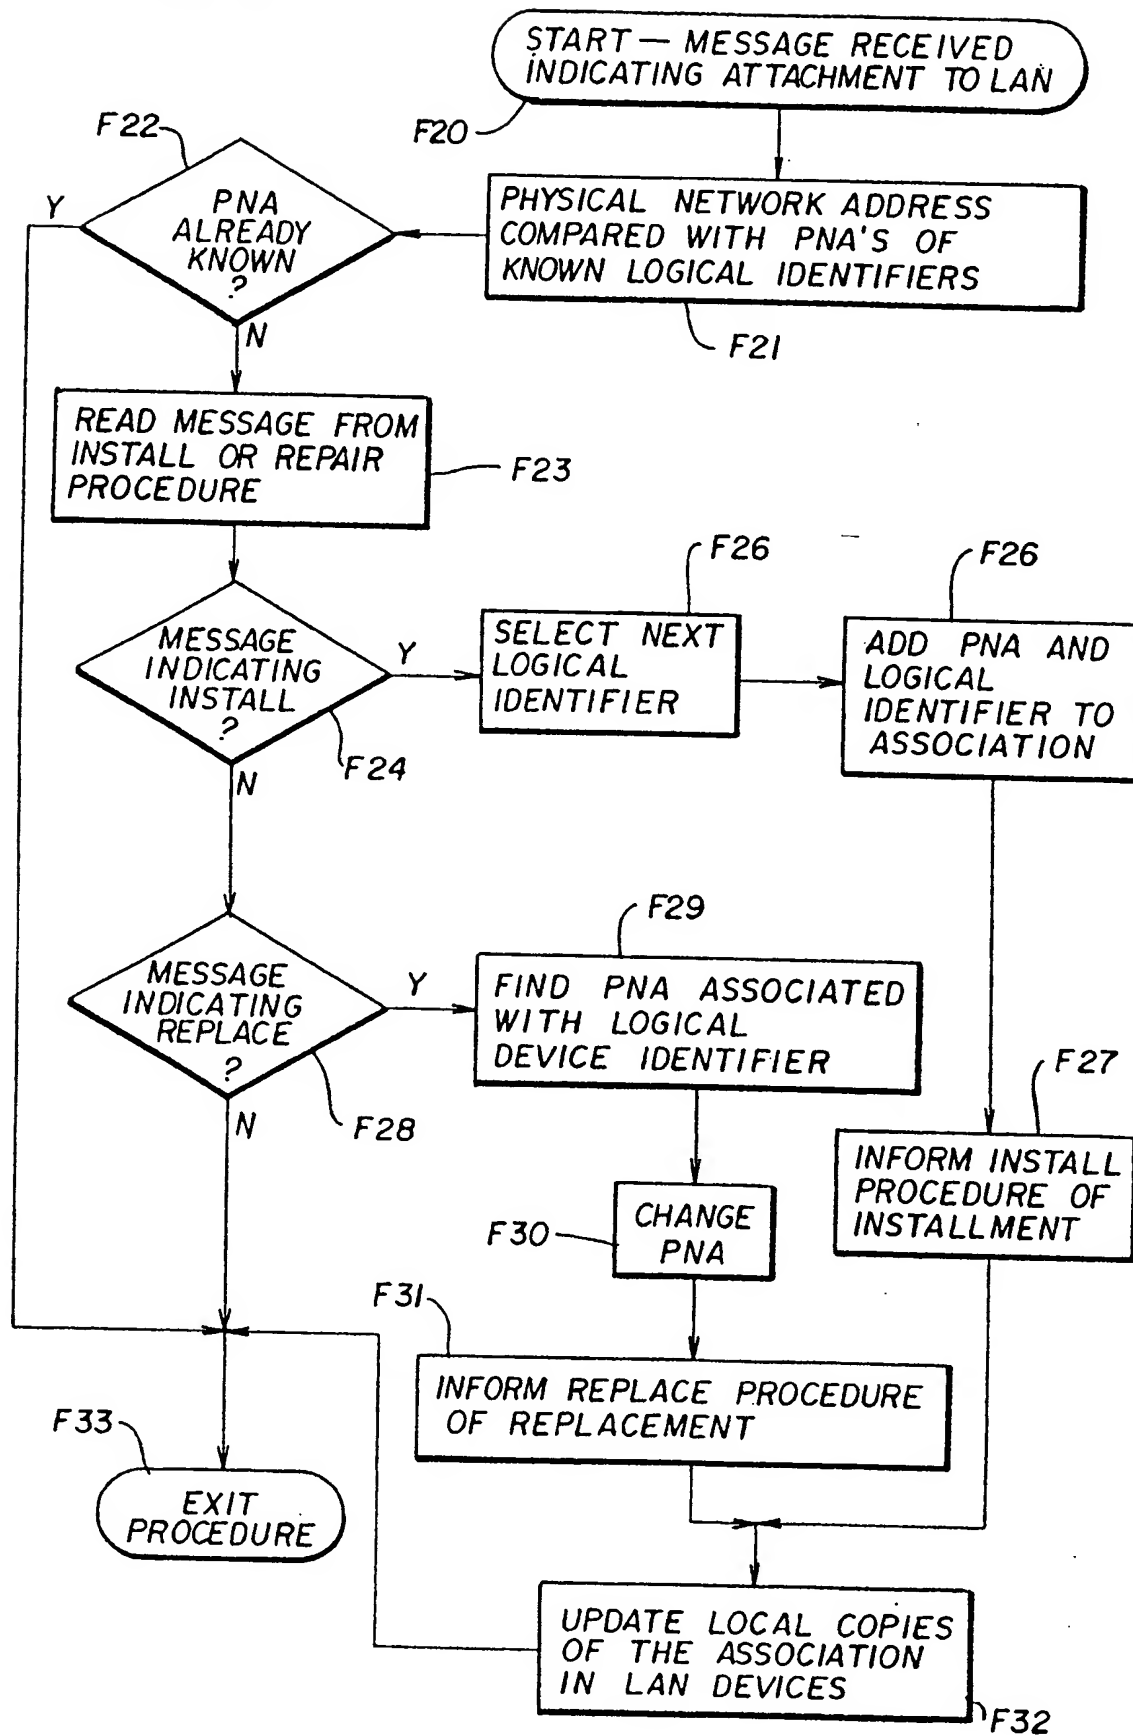 START — MESSAGE RECEIVED
INDICATING ATTACHMENT TO LAN
F20
F22
PNA
ALREADY
KNOWN
?
Y
N
PHYSICAL NETWORK ADDRESS
COMPARED WITH PNA'S OF
KNOWN LOGICAL IDENTIFIERS
F21
READ MESSAGE FROM
INSTALL OR REPAIR
PROCEDURE
F23
MESSAGE
INDICATING
INSTALL
?
Y
N
F24
F26
SELECT NEXT
LOGICAL
IDENTIFIER
F26
ADD PNA AND
LOGICAL
IDENTIFIER TO
ASSOCIATION
MESSAGE
INDICATING
REPLACE
?
Y
N
F28
F29
FIND PNA ASSOCIATED
WITH LOGICAL
DEVICE IDENTIFIER
F27
INFORM INSTALL
PROCEDURE OF
INSTALLMENT
F30
CHANGE
PNA
F31
INFORM REPLACE PROCEDURE
OF REPLACEMENT
F33
EXIT
PROCEDURE
UPDATE LOCAL COPIES
OF THE ASSOCIATION
IN LAN DEVICES
F32